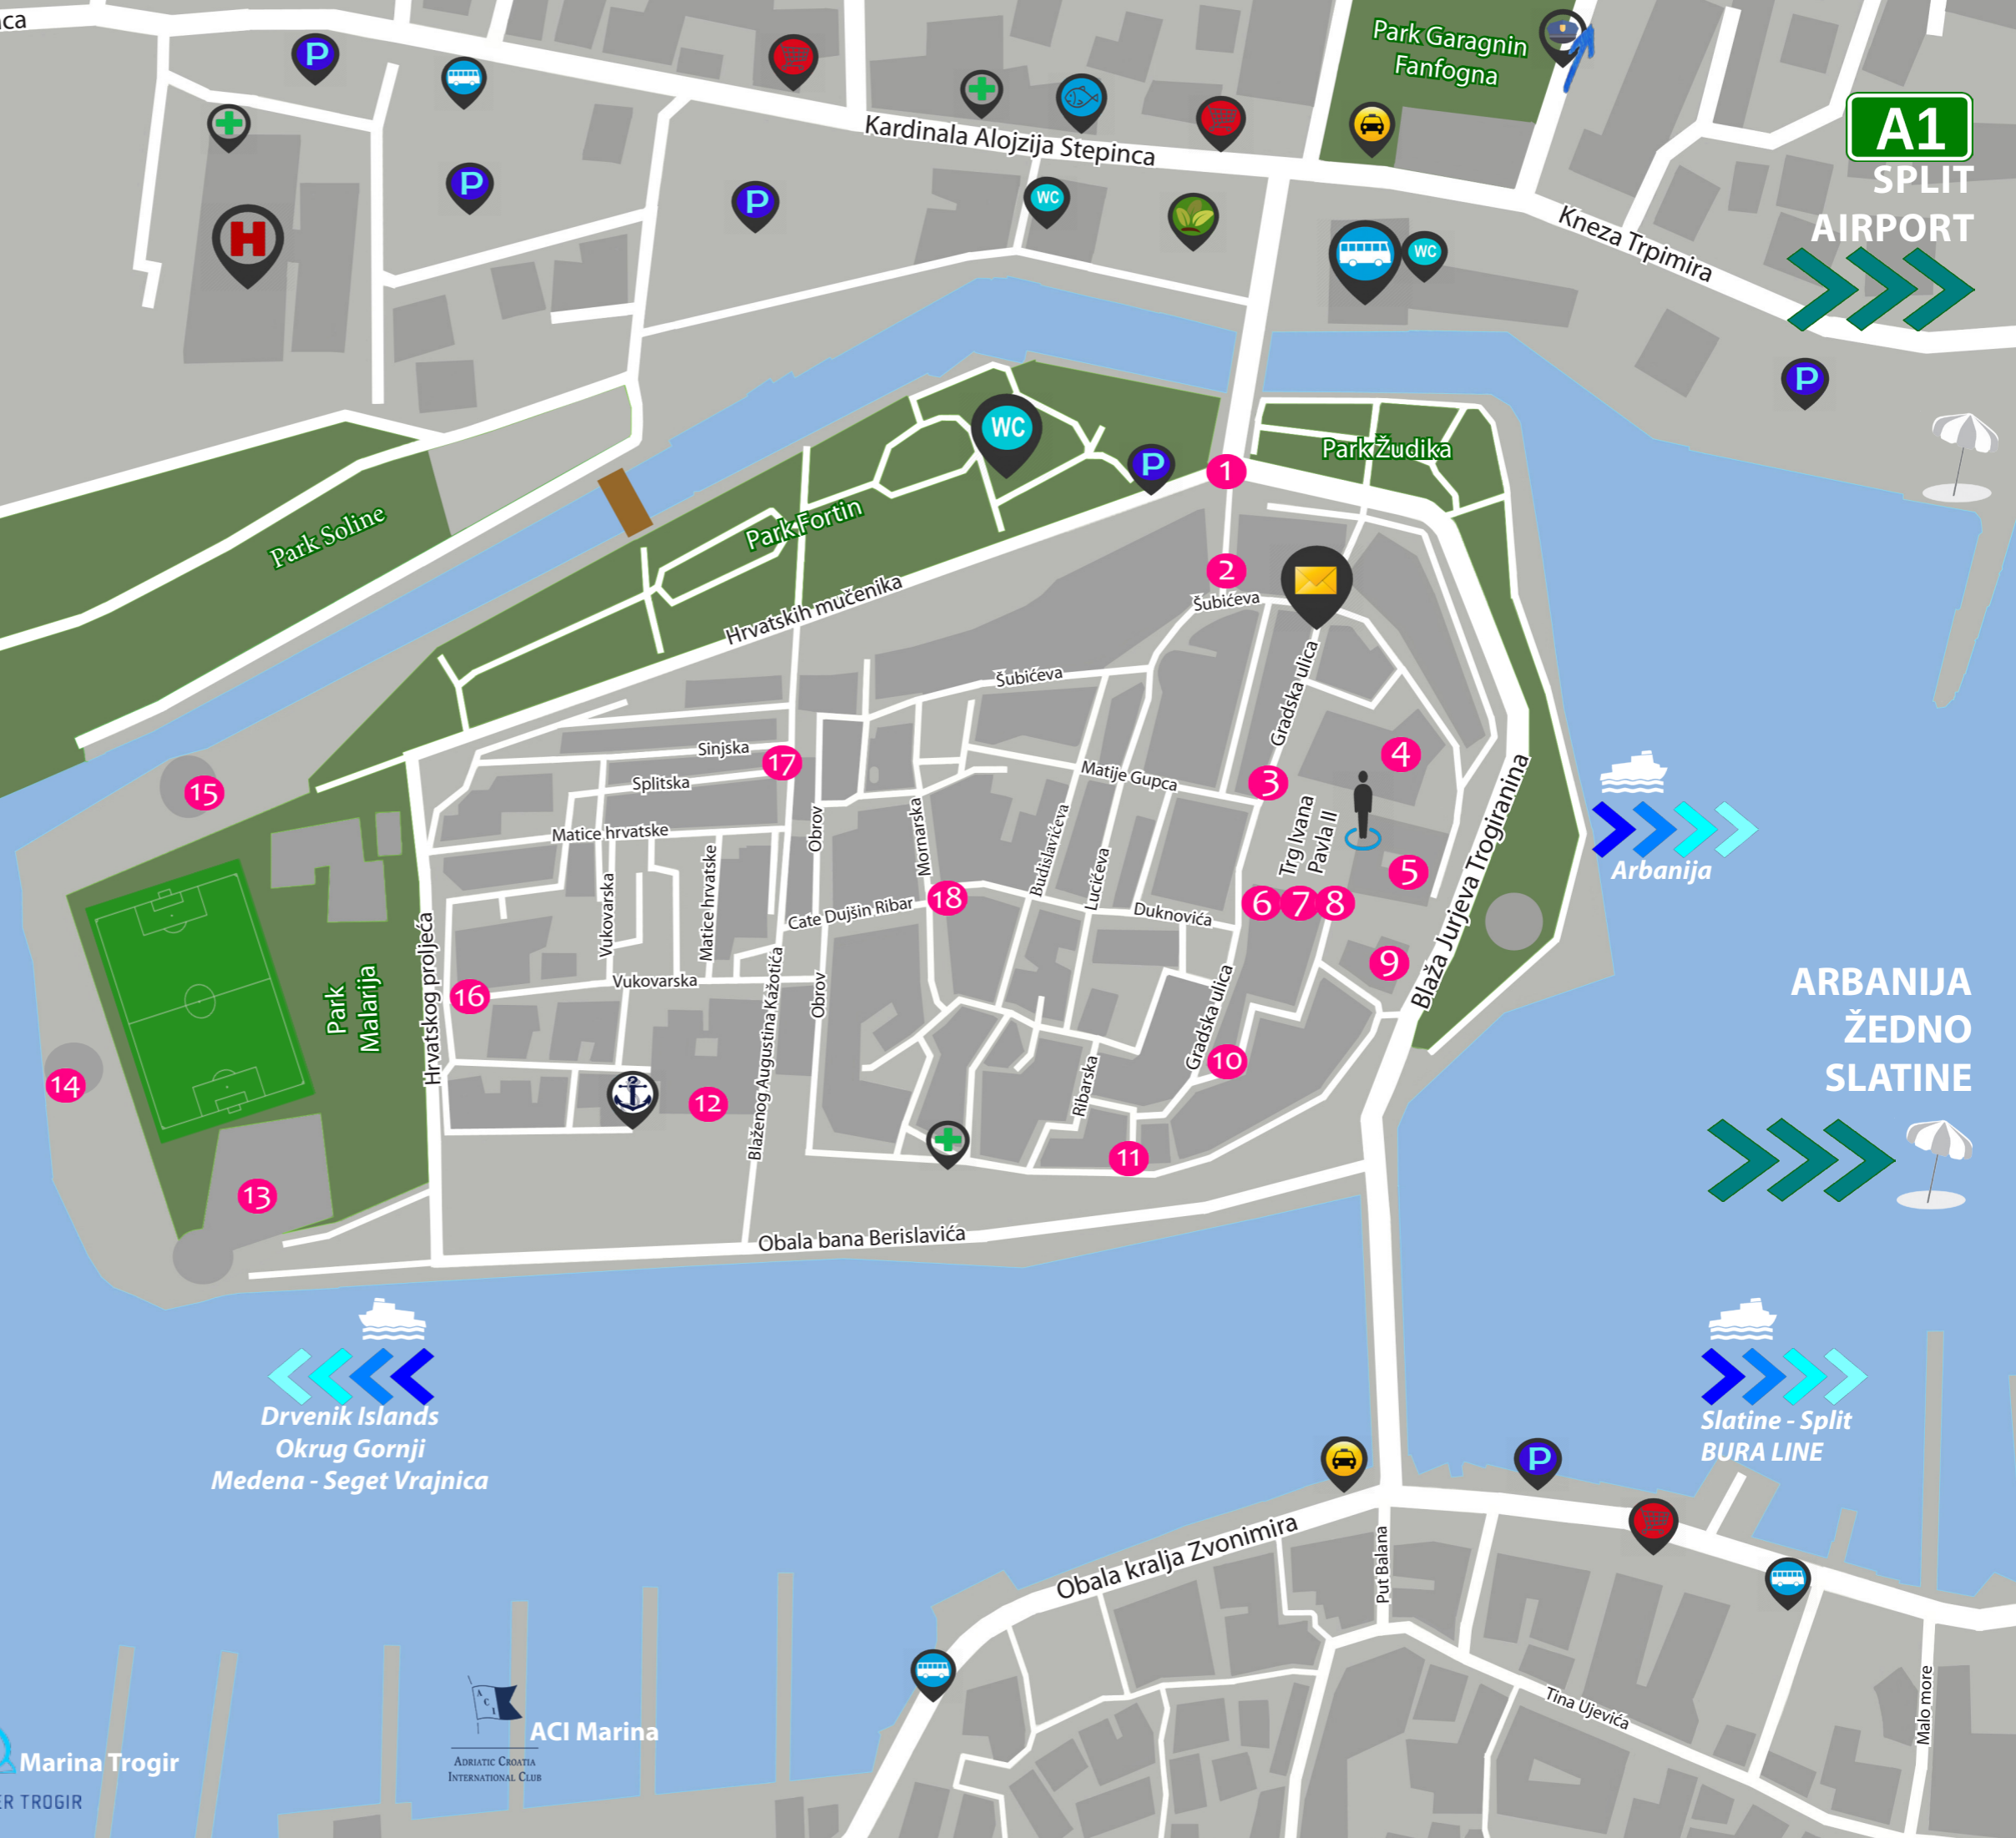 P
P
P
P
H
WC
Kardinala Alojzija Stepinca
Park Garagnin
Fanfogna
A1
SPLIT
AIRPORT
Kneza Trpimira
WC
P
WC
P
Park Žudika
1
Park Soline
Park Fortin
Hrvatskih mučenika
2
Šubićeva
Šubićeva
Gradska ulica
Sinjska
17
Splitska
Matice hrvatske
Obrov
Mornarska
Matije Gupca
3
4
Trg Ivana
Pavla II
5
Blaža Jurjeva Trogiranina
Arbanija
15
Budislavićeva
Lucićeva
18
Cate Dujšin Ribar
Duknovića
6
7
8
9
Vukovarska
Matice hrvatske
Vukovarska
Obrov
Blaženog Augustina Kažotića
16
Hrvatskog proljeća
Park
Malarija
Gradska ulica
10
Ribarska
11
12
13
14
ARBANIJA
ŽEDNO
SLATINE
Obala bana Berislavića
Drvenik Islands
Okrug Gornji
Medena - Seget Vrajnica
Slatine - Split
BURA LINE
P
Obala kralja Zvonimira
Put Balana
Tina Ujevića
Malo more
A
C
I
ACI Marina
ADRIATIC CROATIA
INTERNATIONAL CLUB
Marina Trogir
TROGIR